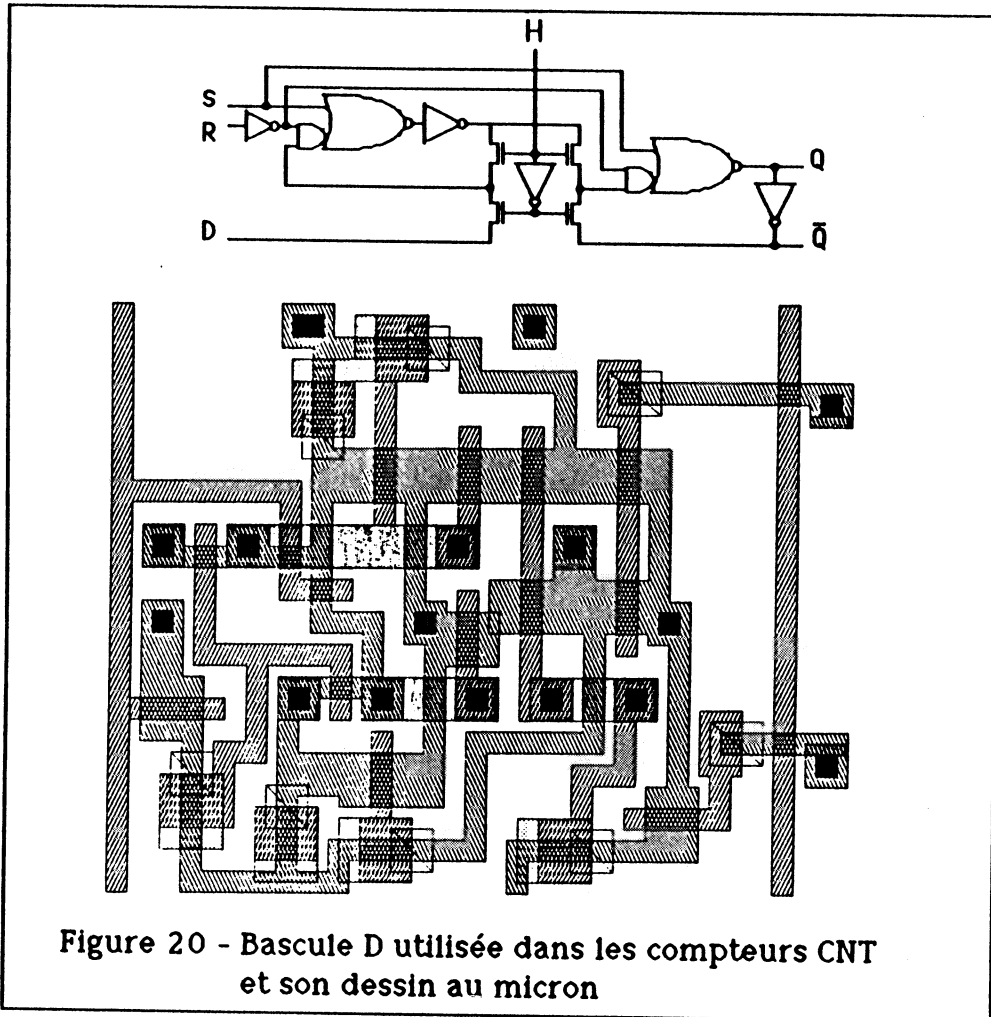 H
S
R
Q
D
Q̅
Figure 20 - Bascule D utilisée dans les compteurs CNT
et son dessin au micron